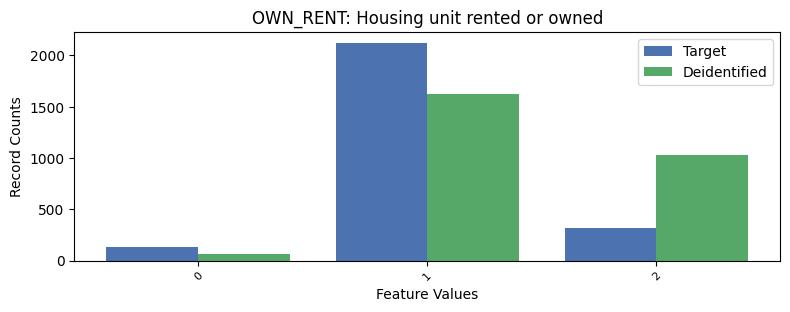 OWN_RENT: Housing unit rented or owned
Target
Deidentified
2000
1500
1000
500
0
Record Counts
0
1
2
Feature Values